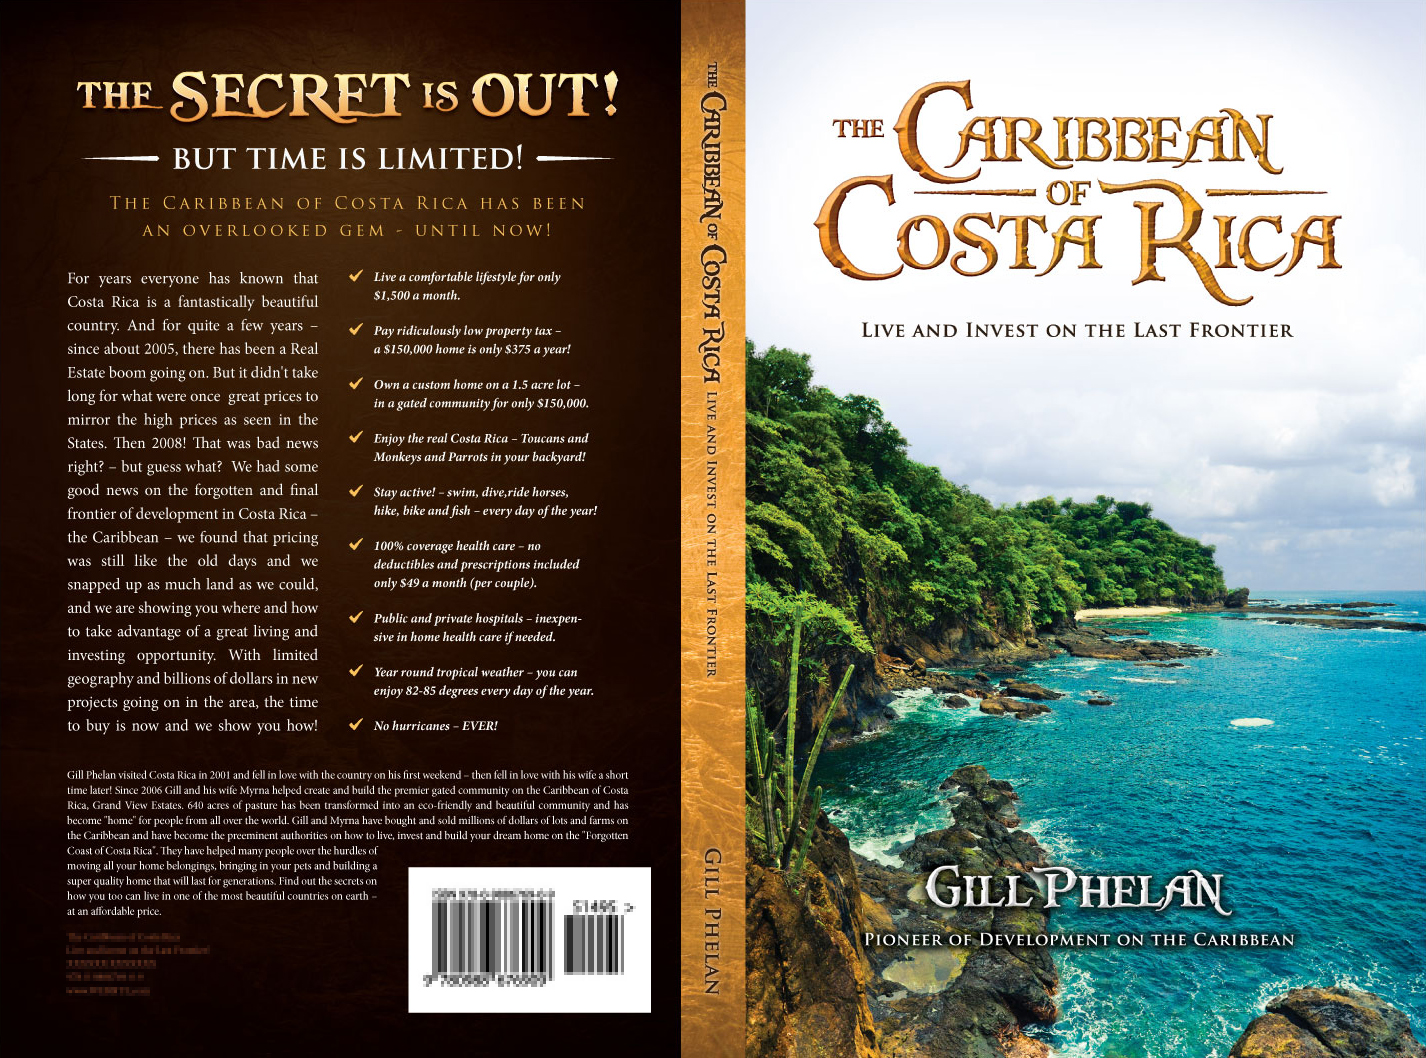 THE SECRET IS OUT!
BUT TIME IS LIMITED!
THE CARIBBEAN OF COSTA RICA HAS BEEN
AN OVERLOOKED GEM - UNTIL NOW!
For years everyone has known that
Costa Rica is a fantastically beautiful
country. And for quite a few years –
since about 2005, there has been a Real
Estate boom going on. But it didn't take
long for what were once great prices to
mirror the high prices as seen in the
States. Then 2008! That was bad news
right? – but guess what? We had some
good news on the forgotten and final
frontier of development in Costa Rica –
the Caribbean – we found that pricing
was still like the old days and we
snapped up as much land as we could,
and we are showing you where and how
to take advantage of a great living and
investing opportunity. With limited
geography and billions of dollars in new
projects going on in the area, the time
to buy is now and we show you how!
Live a comfortable lifestyle for only
$1,500 a month.
Pay ridiculously low property tax –
a $150,000 home is only $375 a year!
Own a custom home on a 1.5 acre lot –
in a gated community for only $150,000.
Enjoy the real Costa Rica – Toucans and
Monkeys and Parrots in your backyard!
Stay active! – swim, dive,ride horses,
hike, bike and fish – every day of the year!
100% coverage health care – no
deductibles and prescriptions included
only $49 a month (per couple).
Public and private hospitals – inexpen-
sive in home health care if needed.
Year round tropical weather – you can
enjoy 82-85 degrees every day of the year.
No hurricanes – EVER!
Gill Phelan visited Costa Rica in 2001 and fell in love with the country on his first weekend – then fell in love with his wife a short
time later! Since 2006 Gill and his wife Myrna helped create and build the premier gated community on the Caribbean of Costa
Rica, Grand View Estates. 640 acres of pasture has been transformed into an eco-friendly and beautiful community and has
become "home" for people from all over the world. Gill and Myrna have bought and sold millions of dollars of lots and farms on
the Caribbean and have become the preeminent authorities on how to live, invest and build your dream home on the "Forgotten
Coast of Costa Rica". They have helped many people over the hurdles of
moving all your home belongings, bringing in your pets and building a
super quality home that will last for generations. Find out the secrets on
how you too can live in one of the most beautiful countries on earth –
at an affordable price.
51495 >
THE CARIBBEAN OF COSTA RICA LIVE AND INVEST ON THE LAST FRONTIER GILL PHELAN
THE CARIBBEAN
OF
COSTA RICA
LIVE AND INVEST ON THE LAST FRONTIER
GILL PHELAN
PIONEER OF DEVELOPMENT ON THE CARIBBEAN